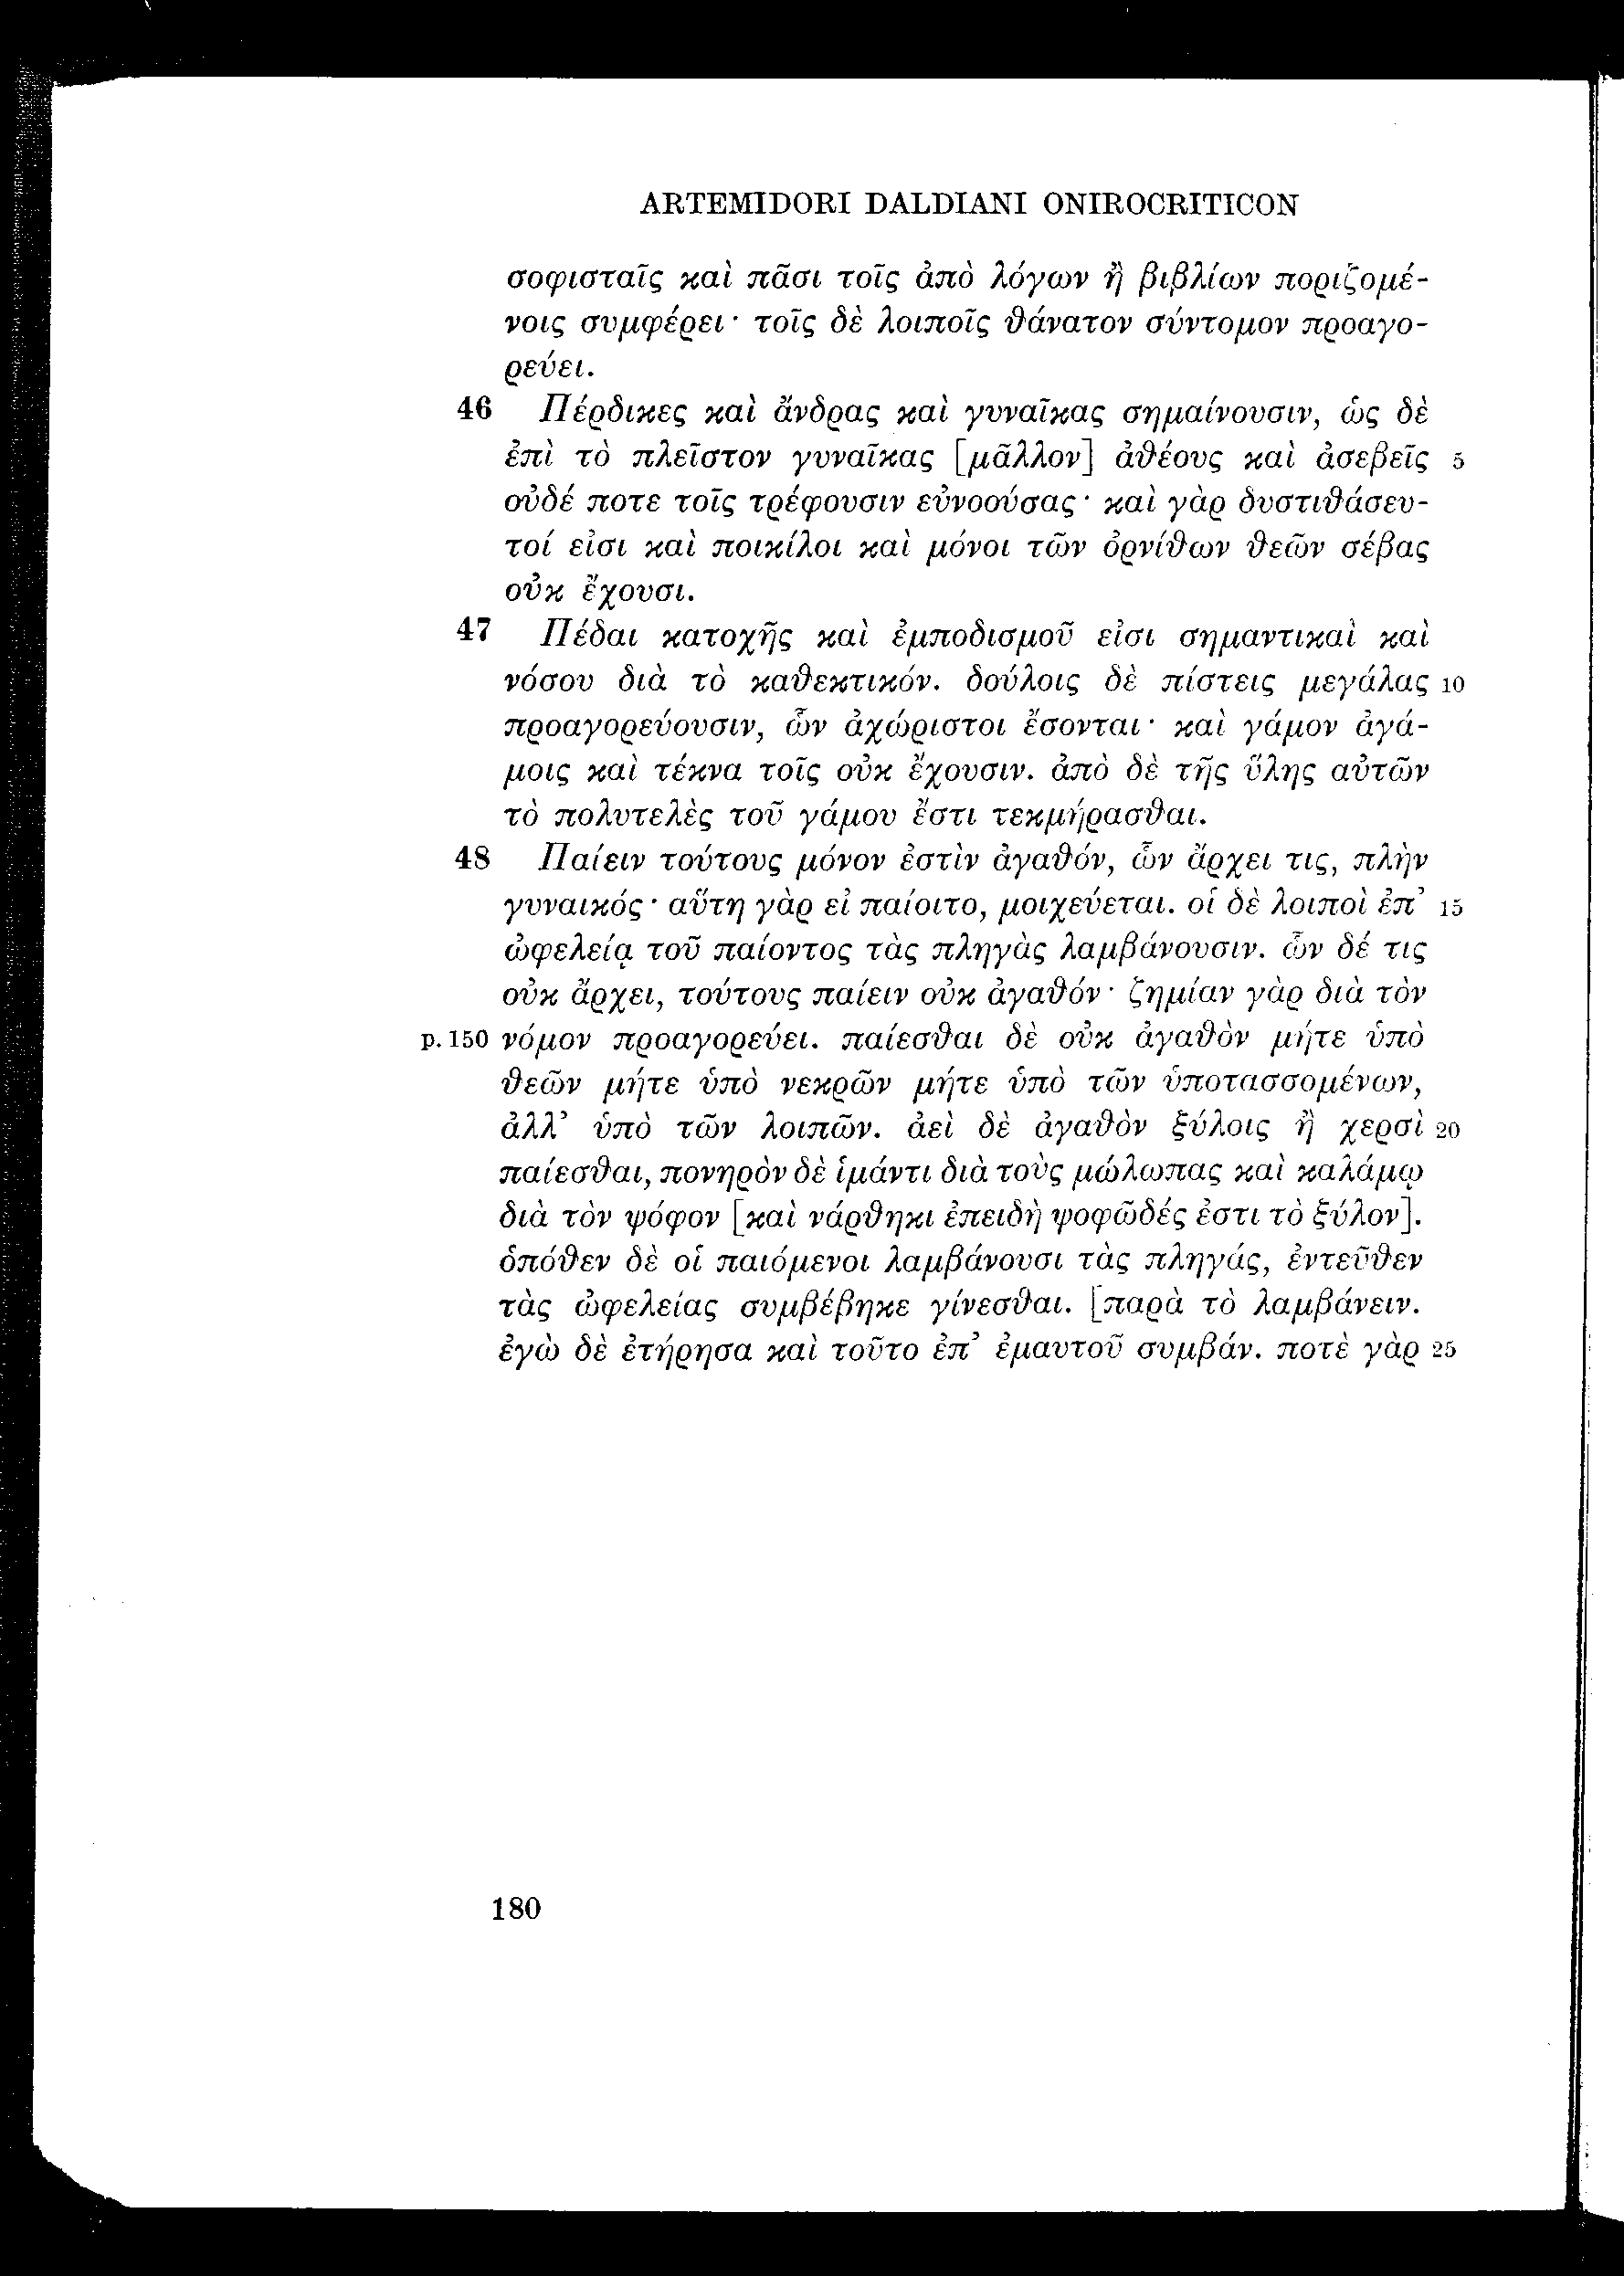 ARTEMIDORI DALDIANI ONIROCRITICON
σοφισταῖς καὶ πᾶσι τοῖς ἀπὸ λόγων ἢ βιβλίων ποριζομέ-
νοις συμφέρει· τοῖς δὲ λοιποῖς θάνατον σύντομον προαγο-
ρεύει.
46 Πέρδικες καὶ ἄνδρας καὶ γυναῖκας σημαίνουσιν, ὡς δὲ
ἐπὶ τὸ πλεῖστον γυναῖκας [μᾶλλον] ἀθέους καὶ ἀσεβεῖς 5
οὐδέ ποτε τοῖς τρέφουσιν εὐνοούσας· καὶ γὰρ δυστιθάσευ-
τοί εἰσι καὶ ποικίλοι καὶ μόνοι τῶν ὀρνίθων θεῶν σέβας
οὐκ ἔχουσι.
47 Πέδαι κατοχῆς καὶ ἐμποδισμοῦ εἰσι σημαντικαὶ καὶ
νόσου διὰ τὸ καθεκτικόν. δούλοις δὲ πίστεις μεγάλας 10
προαγορεύουσιν, ὧν ἀχώριστοι ἔσονται· καὶ γάμον ἀγά-
μοις καὶ τέκνα τοῖς οὐκ ἔχουσιν. ἀπὸ δὲ τῆς ὕλης αὐτῶν
τὸ πολυτελὲς τοῦ γάμου ἔστι τεκμήρασθαι.
48 Παίειν τούτους μόνον ἐστὶν ἀγαθόν, ὧν ἄρχει τις, πλὴν
γυναικός· αὕτη γὰρ εἰ παίοιτο, μοιχεύεται. οἱ δὲ λοιποὶ ἐπ’ 15
ὠφελείᾳ τοῦ παίοντος τὰς πληγὰς λαμβάνουσιν. ὧν δέ τις
οὐκ ἄρχει, τούτους παίειν οὐκ ἀγαθόν· ζημίαν γὰρ διὰ τὸν
p. 150 νόμον προαγορεύει. παίεσθαι δὲ οὐκ ἀγαθὸν μήτε ὑπὸ
θεῶν μήτε ὑπὸ νεκρῶν μήτε ὑπὸ τῶν ὑποτασσομένων,
ἀλλ’ ὑπὸ τῶν λοιπῶν. ἀεὶ δὲ ἀγαθὸν ξύλοις ἢ χερσὶ 20
παίεσθαι, πονηρὸν δὲ ἱμάντι διὰ τοὺς μώλωπας καὶ καλάμῳ
διὰ τὸν ψόφον [καὶ νάρθηκι ἐπειδὴ ψοφῶδές ἐστι τὸ ξύλον].
ὁπόθεν δὲ οἱ παιόμενοι λαμβάνουσι τὰς πληγάς, ἐντεῦθεν
τὰς ὠφελείας συμβέβηκε γίνεσθαι. [παρὰ τὸ λαμβάνειν.
ἐγὼ δὲ ἐτήρησα καὶ τοῦτο ἐπ’ ἐμαυτοῦ συμβάν. ποτὲ γὰρ 25
180